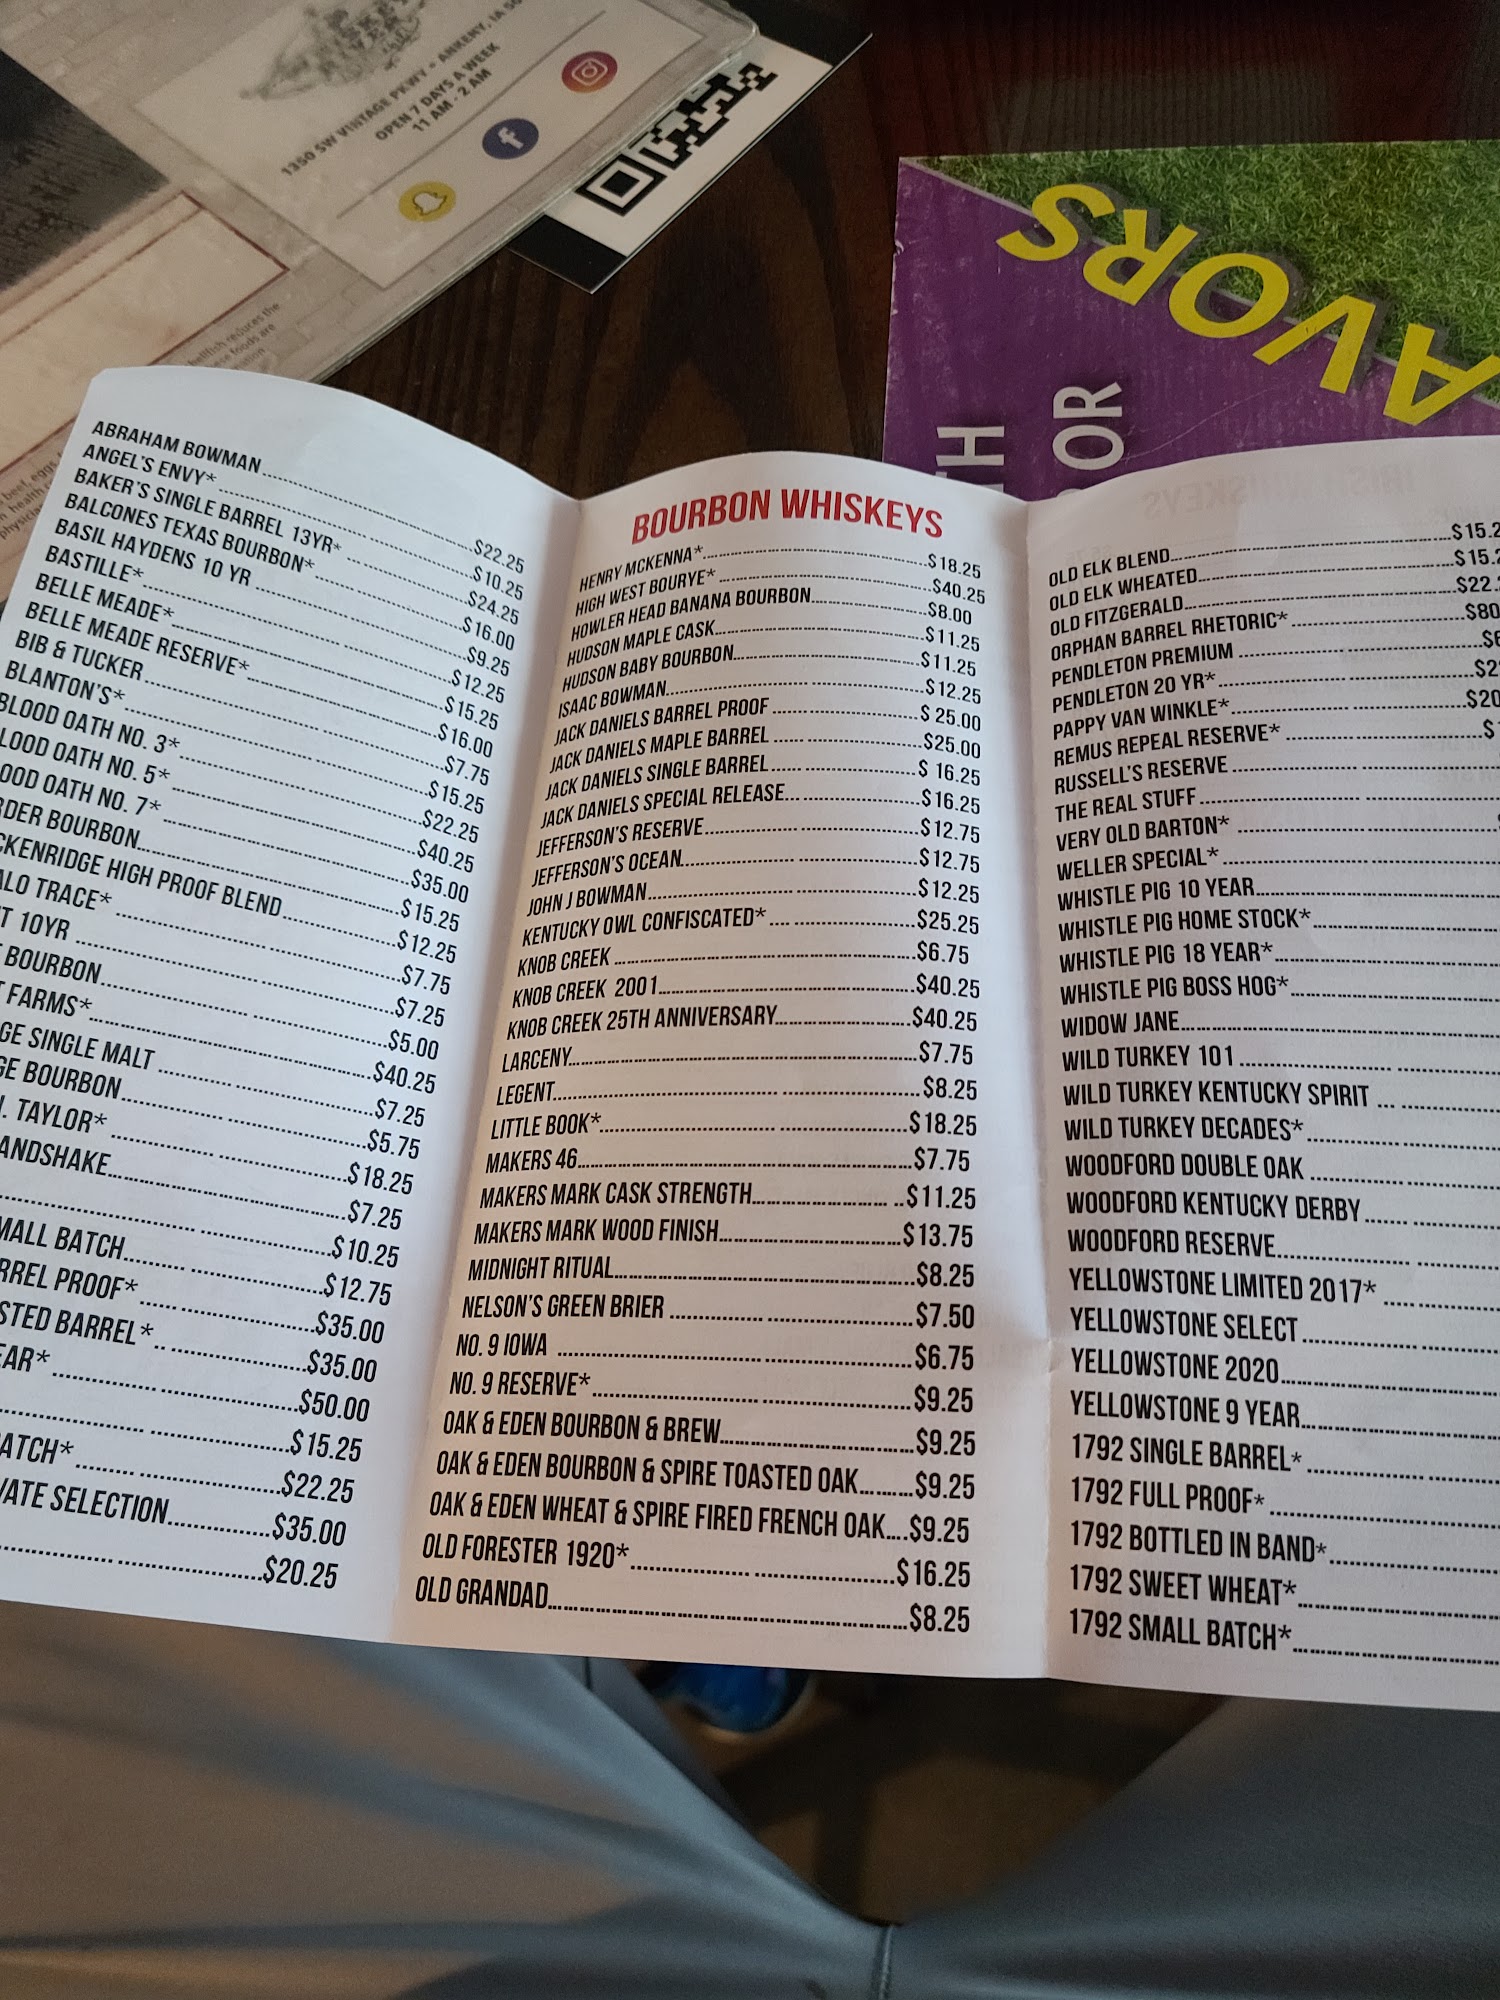 1350 SW VINTAGE PKWY • ANKENY, IA 50
OPEN 7 DAYS A WEEK
11 AM - 2 AM
AVORS
OR
TH
ABRAHAM BOWMAN $22.25
ANGEL'S ENVY* $10.25
BAKER'S SINGLE BARREL 13YR* $24.25
BALCONES TEXAS BOURBON* $16.00
BASIL HAYDENS 10 YR $9.25
BASTILLE* $12.25
BELLE MEADE* $15.25
BELLE MEADE RESERVE* $16.00
BIB & TUCKER $7.75
BLANTON'S* $15.25
BLOOD OATH NO. 3* $22.25
LOOD OATH NO. 5* $40.25
OOD OATH NO. 7* $35.00
RDER BOURBON $15.25
CKENRIDGE HIGH PROOF BLEND $12.25
ALO TRACE* $7.75
T 10YR $7.25
BOURBON $5.00
T FARMS* $40.25
GE SINGLE MALT $7.25
GE BOURBON $5.75
. TAYLOR* $18.25
ANDSHAKE $7.25
$10.25
MALL BATCH $12.75
RREL PROOF* $35.00
STED BARREL* $35.00
EAR* $50.00
$15.25
ATCH* $22.25
VATE SELECTION $35.00
$20.25
BOURBON WHISKEYS
HENRY MCKENNA* $18.25
HIGH WEST BOURYE* $40.25
HOWLER HEAD BANANA BOURBON $8.00
HUDSON MAPLE CASK $11.25
HUDSON BABY BOURBON $11.25
ISAAC BOWMAN $12.25
JACK DANIELS BARREL PROOF $ 25.00
JACK DANIELS MAPLE BARREL $25.00
JACK DANIELS SINGLE BARREL $ 16.25
JACK DANIELS SPECIAL RELEASE $16.25
JEFFERSON'S RESERVE $12.75
JEFFERSON'S OCEAN $12.75
JOHN J BOWMAN $12.25
KENTUCKY OWL CONFISCATED* $25.25
KNOB CREEK $6.75
KNOB CREEK 2001 $40.25
KNOB CREEK 25TH ANNIVERSARY $40.25
LARCENY $7.75
LEGENT $8.25
LITTLE BOOK* $18.25
MAKERS 46 $7.75
MAKERS MARK CASK STRENGTH $11.25
MAKERS MARK WOOD FINISH $13.75
MIDNIGHT RITUAL $8.25
NELSON'S GREEN BRIER $7.50
NO. 9 IOWA $6.75
NO. 9 RESERVE* $9.25
OAK & EDEN BOURBON & BREW $9.25
OAK & EDEN BOURBON & SPIRE TOASTED OAK $9.25
OAK & EDEN WHEAT & SPIRE FIRED FRENCH OAK $9.25
OLD FORESTER 1920* $16.25
OLD GRANDAD $8.25
OLD ELK BLEND $15.2
OLD ELK WHEATED $15.2
OLD FITZGERALD $22.
ORPHAN BARREL RHETORIC* $80
PENDLETON PREMIUM $6
PENDLETON 20 YR* $2
PAPPY VAN WINKLE* $20
REMUS REPEAL RESERVE* $
RUSSELL'S RESERVE
THE REAL STUFF
VERY OLD BARTON*
WELLER SPECIAL*
WHISTLE PIG 10 YEAR
WHISTLE PIG HOME STOCK*
WHISTLE PIG 18 YEAR*
WHISTLE PIG BOSS HOG*
WIDOW JANE
WILD TURKEY 101
WILD TURKEY KENTUCKY SPIRIT
WILD TURKEY DECADES*
WOODFORD DOUBLE OAK
WOODFORD KENTUCKY DERBY
WOODFORD RESERVE
YELLOWSTONE LIMITED 2017*
YELLOWSTONE SELECT
YELLOWSTONE 2020
YELLOWSTONE 9 YEAR
1792 SINGLE BARREL*
1792 FULL PROOF*
1792 BOTTLED IN BAND*
1792 SWEET WHEAT*
1792 SMALL BATCH*